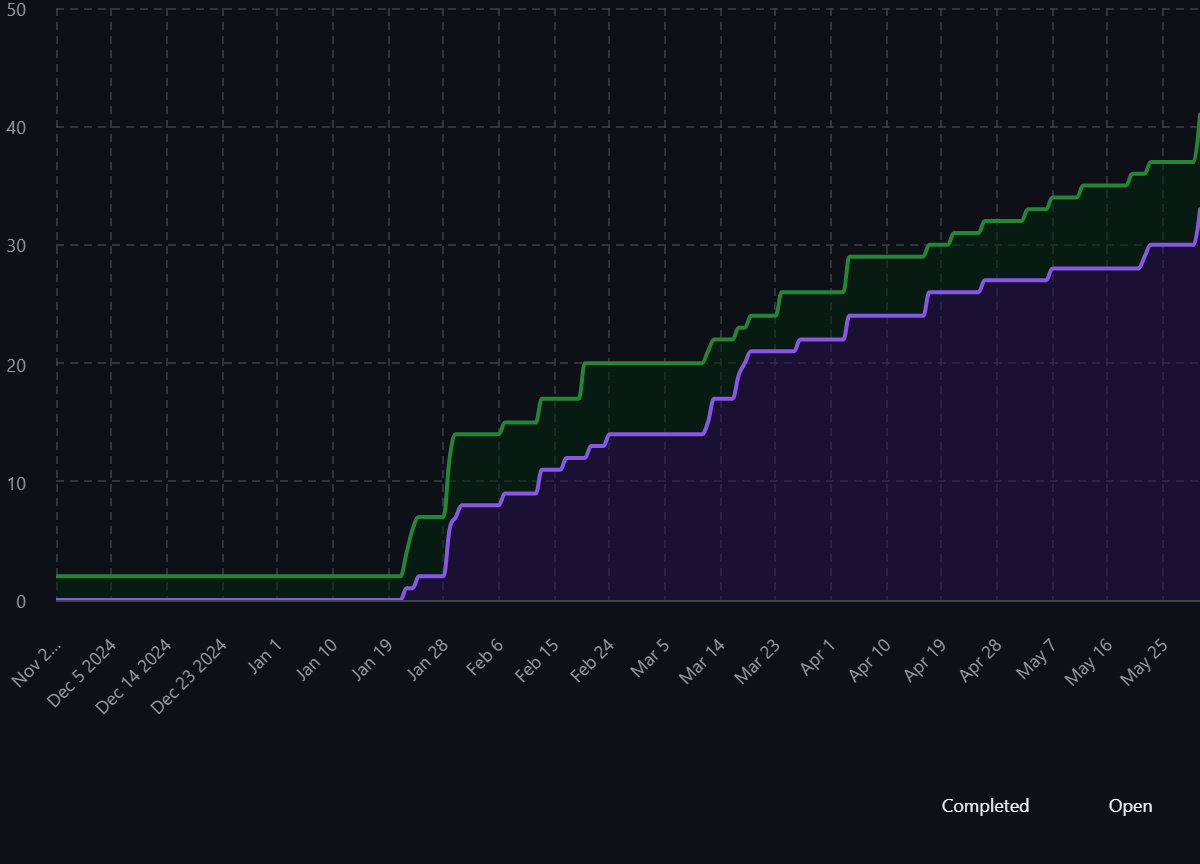 50
40
30
20
10
0
Nov 2...
Dec 5 2024
Dec 14 2024
Dec 23 2024
Jan 1
Jan 10
Jan 19
Jan 28
Feb 6
Feb 15
Feb 24
Mar 5
Mar 14
Mar 23
Apr 1
Apr 10
Apr 19
Apr 28
May 7
May 16
May 25
Completed Open